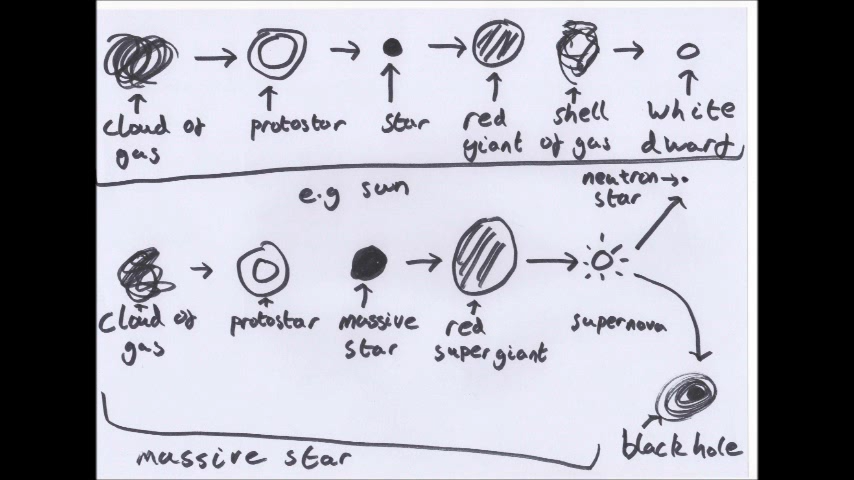 cloud of
gas
protostar
star
red
giant
shell
of gas
white
dwarf
e.g sun
neutron
star
cloud of
gas
protostar
massive
star
red
supergiant
supernova
black hole
massive star